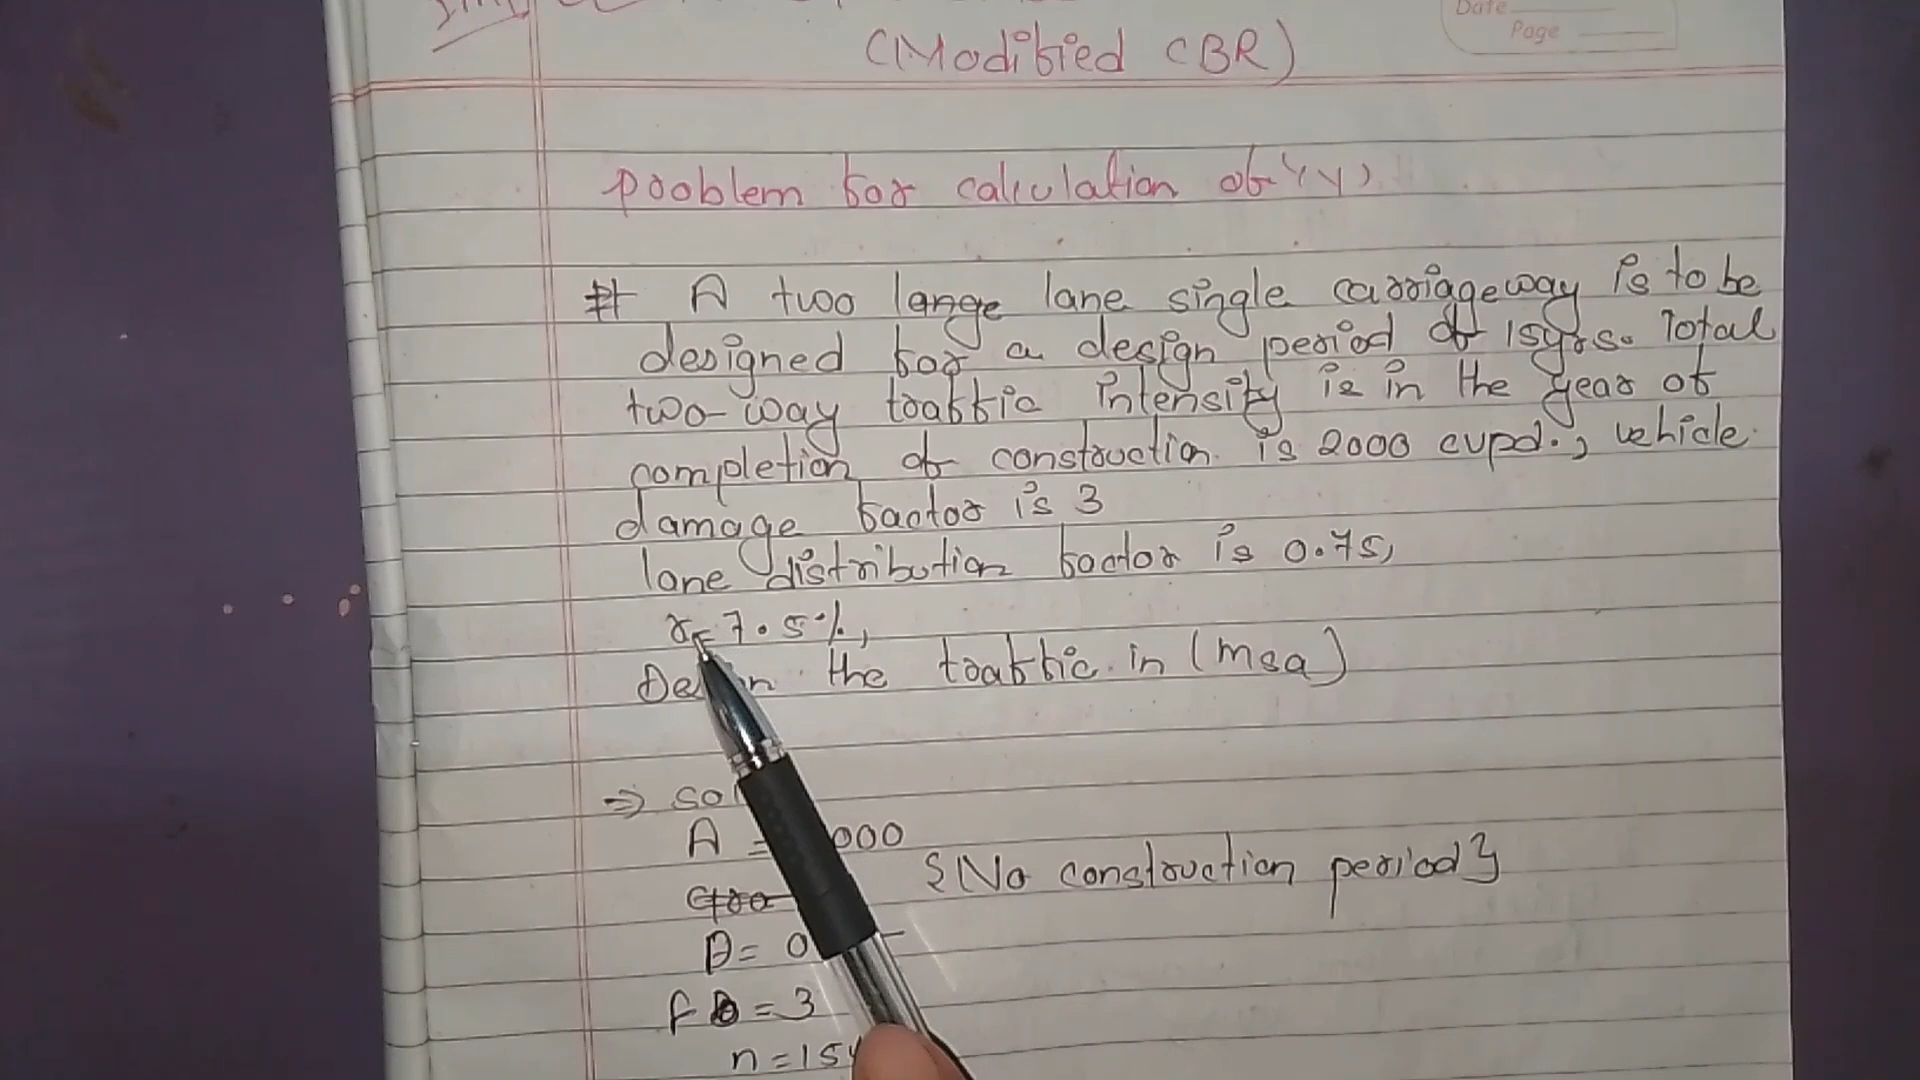 Date
Page
(Modified CBR)
problem for calculation of (Y)
# A two lange lane single carriageway is to be
designed for a design period of 15yrs. Total
two-way traffic intensity is in the year of
completion of construction is 2000 cvpd., vehicle
damage factor is 3
lane distribution factor is 0.75,
r = 7.5%,
the traffic in (msa)
⇒
A = 000
{No construction period}
D = 0
F = 3
n = 15